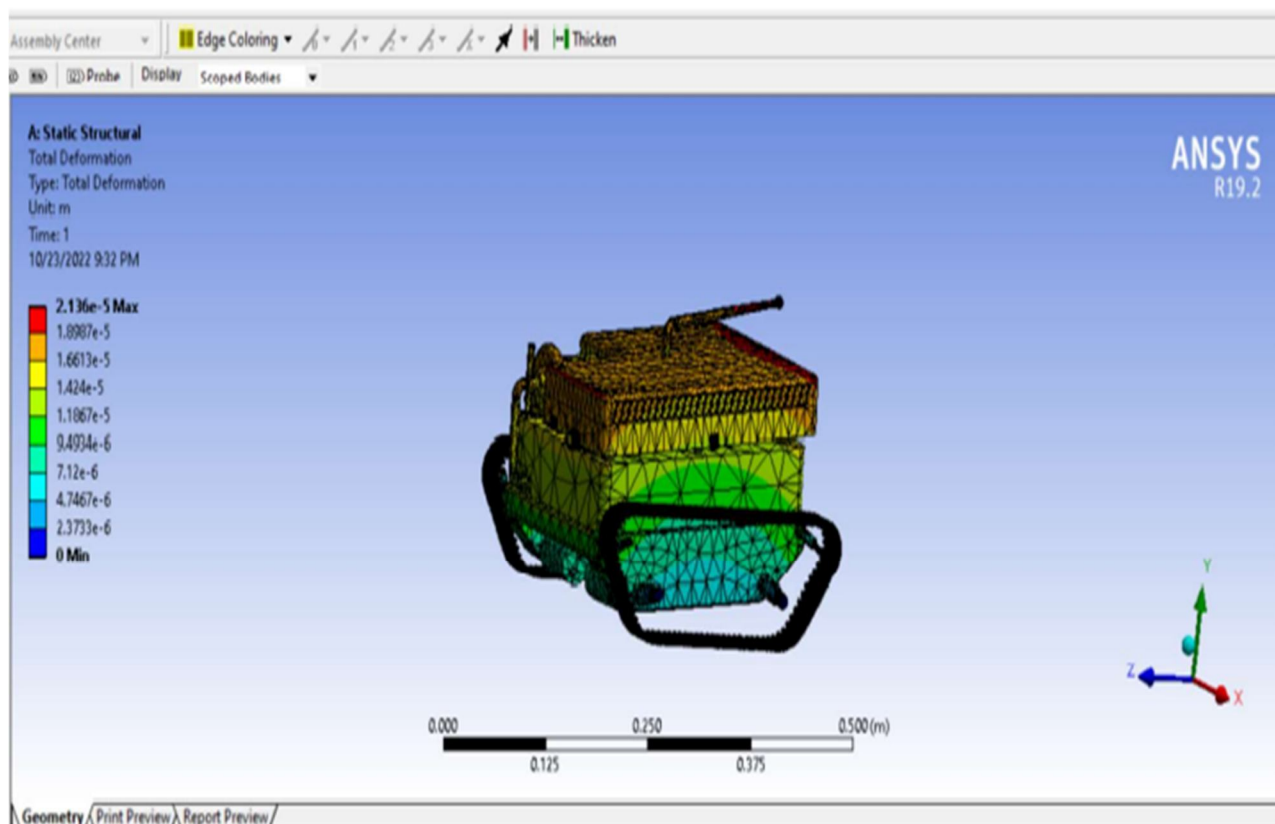 Assembly Center Edge Coloring Thicken
Probe Display Scoped Bodies
A: Static Structural
Total Deformation
Type: Total Deformation
Unit: m
Time: 1
10/23/2022 9:32 PM
ANSYS
R19.2
2.136e-5 Max
1.8987e-5
1.6613e-5
1.424e-5
1.1867e-5
9.4934e-6
7.12e-6
4.7467e-6
2.3733e-6
0 Min
Y
Z
X
0.000 0.250 0.500 (m)
0.125 0.375
Geometry Print Preview Report Preview